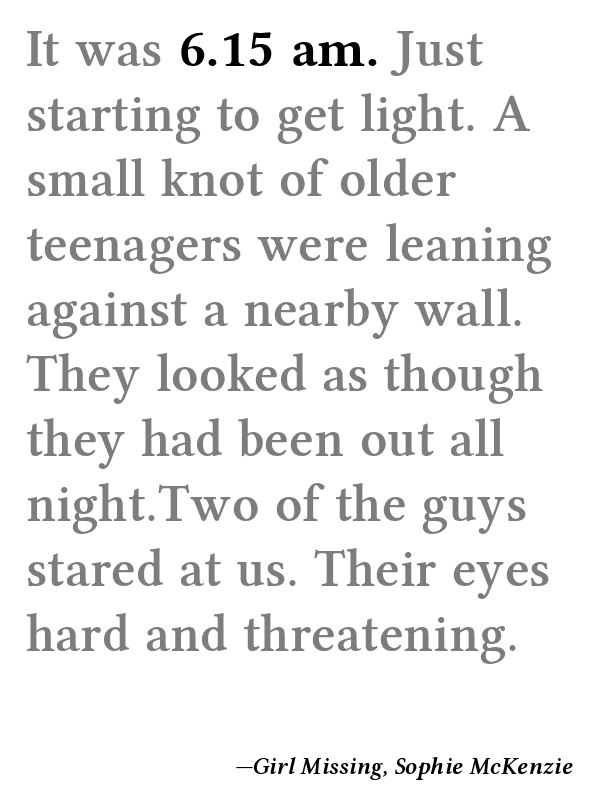 It was 6.15 am. Just
starting to get light. A
small knot of older
teenagers were leaning
against a nearby wall.
They looked as though
they had been out all
night.Two of the guys
stared at us. Their eyes
hard and threatening.
—Girl Missing, Sophie McKenzie